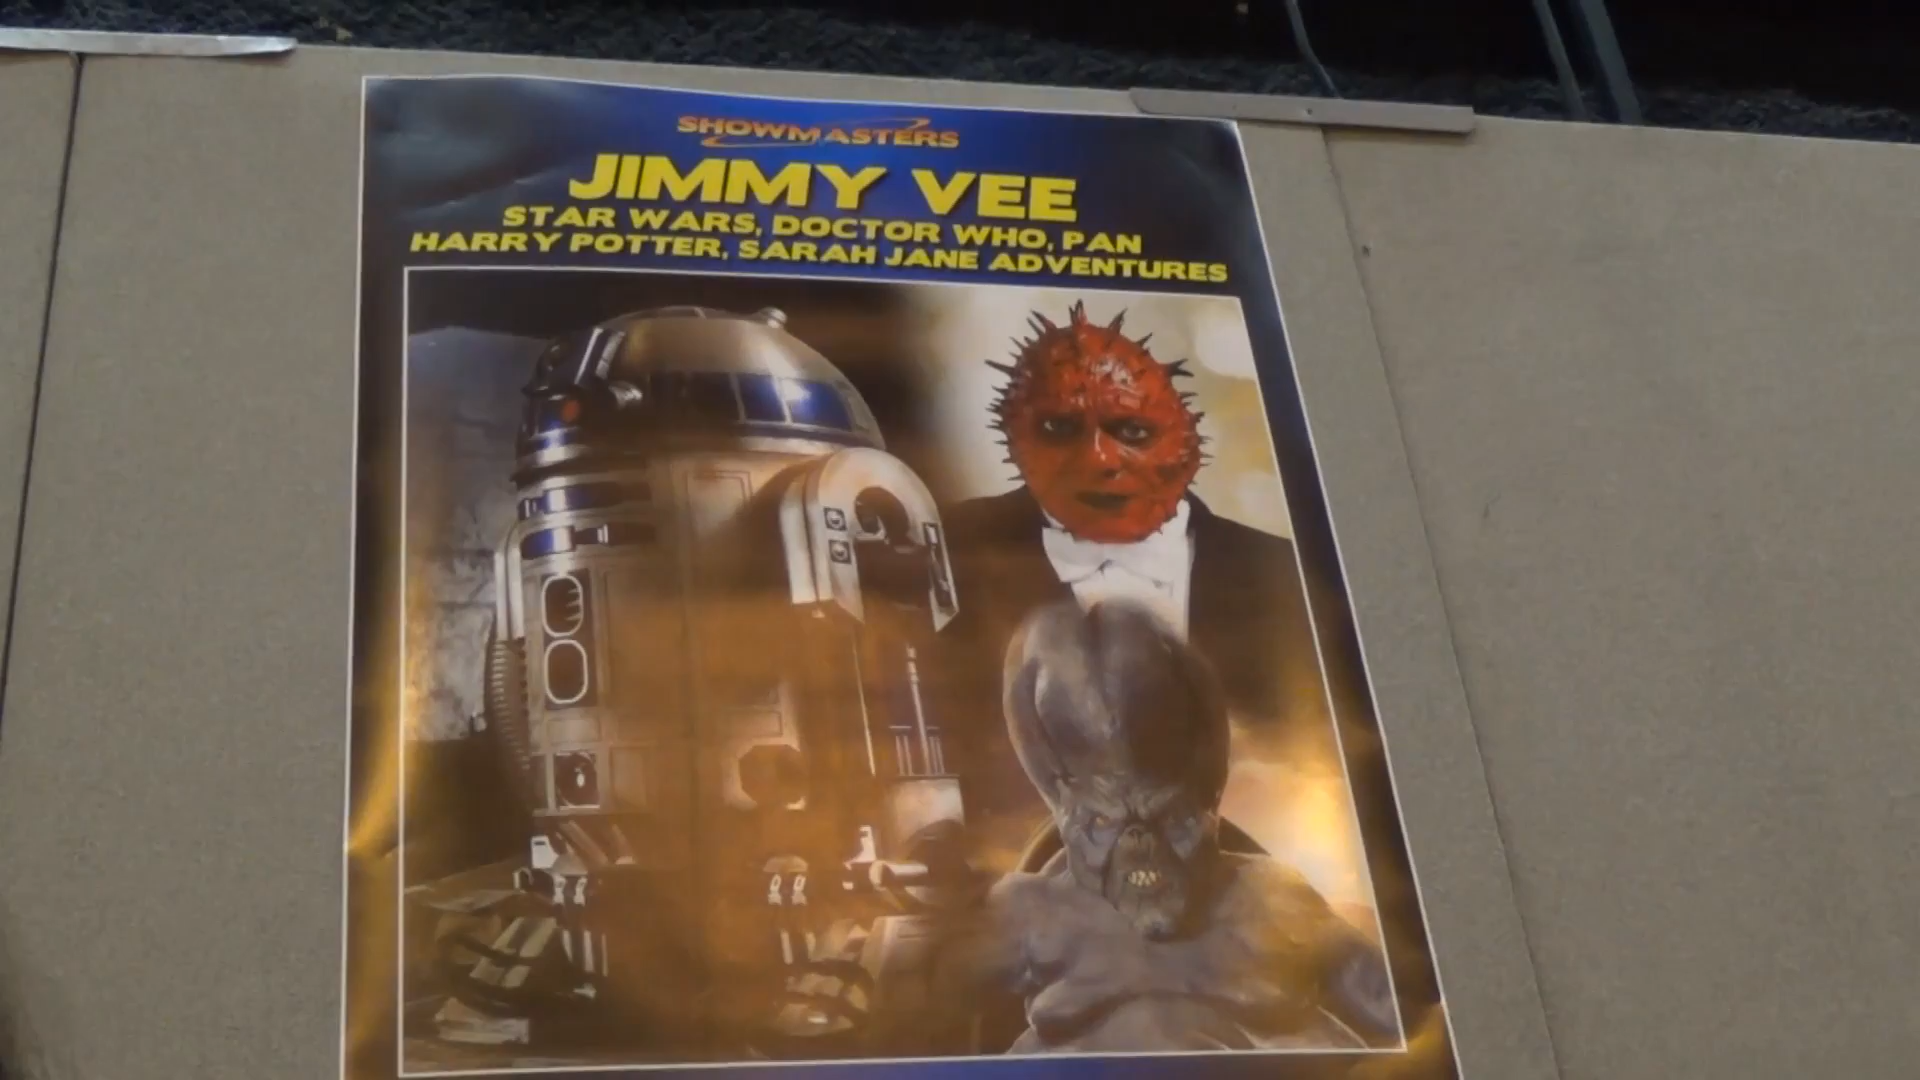 SHOWMASTERS
JIMMY VEE
STAR WARS, DOCTOR WHO, PAN
HARRY POTTER, SARAH JANE ADVENTURES